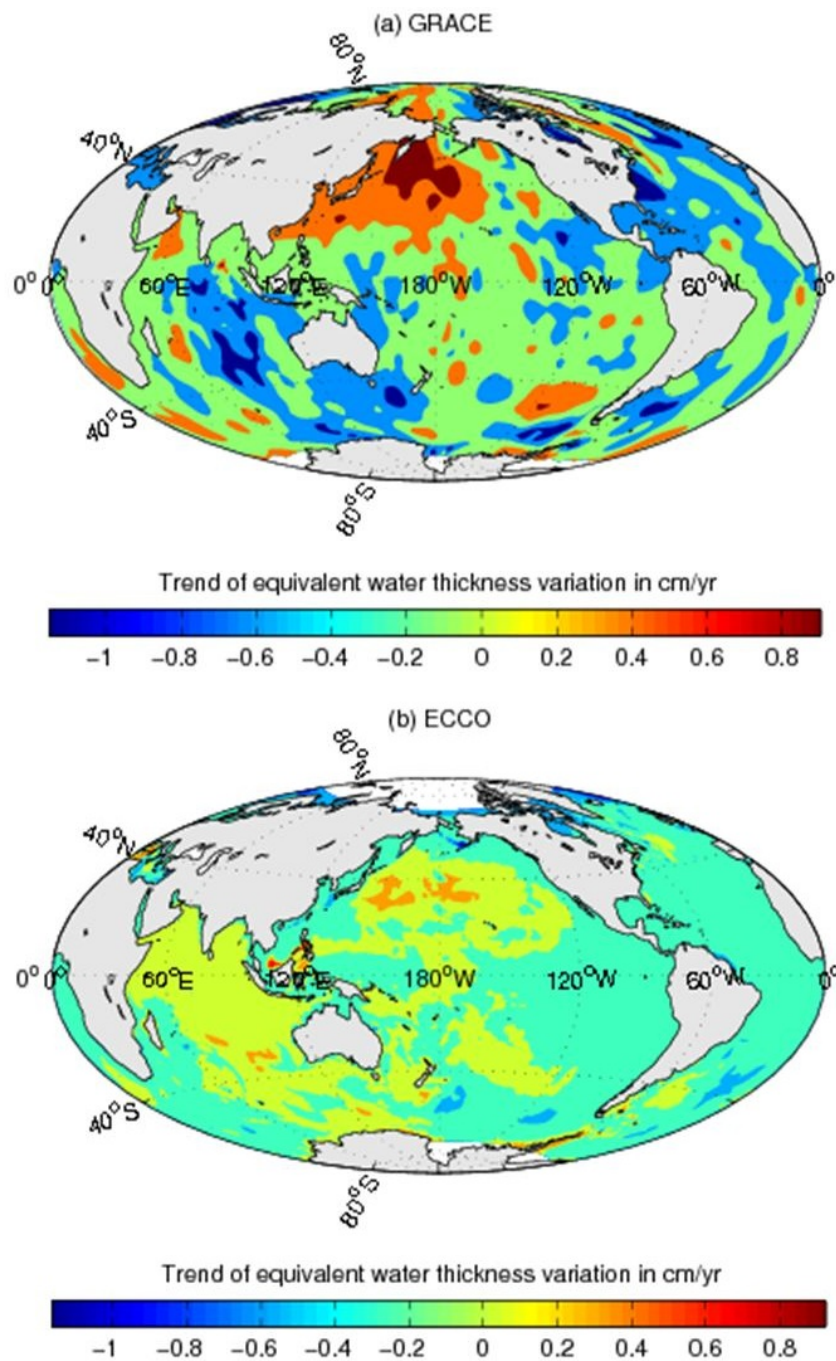 (a) GRACE
80°N
40°N
0° 0° 60°E 120°E 180°W 120°W 60°W 0°
40°S
80°S
Trend of equivalent water thickness variation in cm/yr
−1 −0.8 −0.6 −0.4 −0.2 0 0.2 0.4 0.6 0.8
(b) ECCO
80°N
40°N
0° 0° 60°E 120°E 180°W 120°W 60°W 0°
40°S
80°S
Trend of equivalent water thickness variation in cm/yr
−1 −0.8 −0.6 −0.4 −0.2 0 0.2 0.4 0.6 0.8